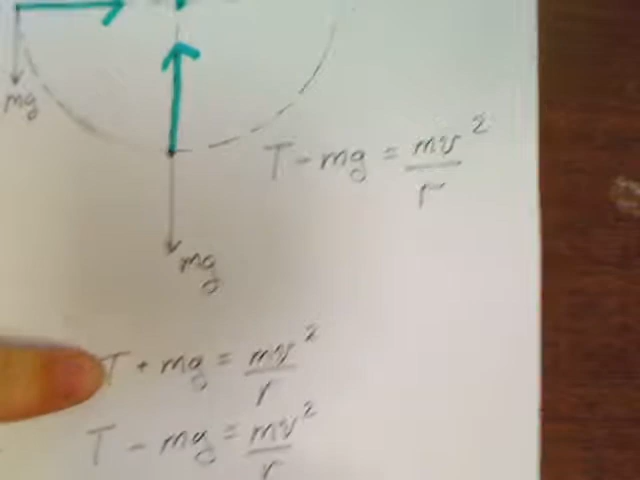 mg
T - mg = mv²/r
mg
T + mg = mv²/r
T - mg = mv²/r